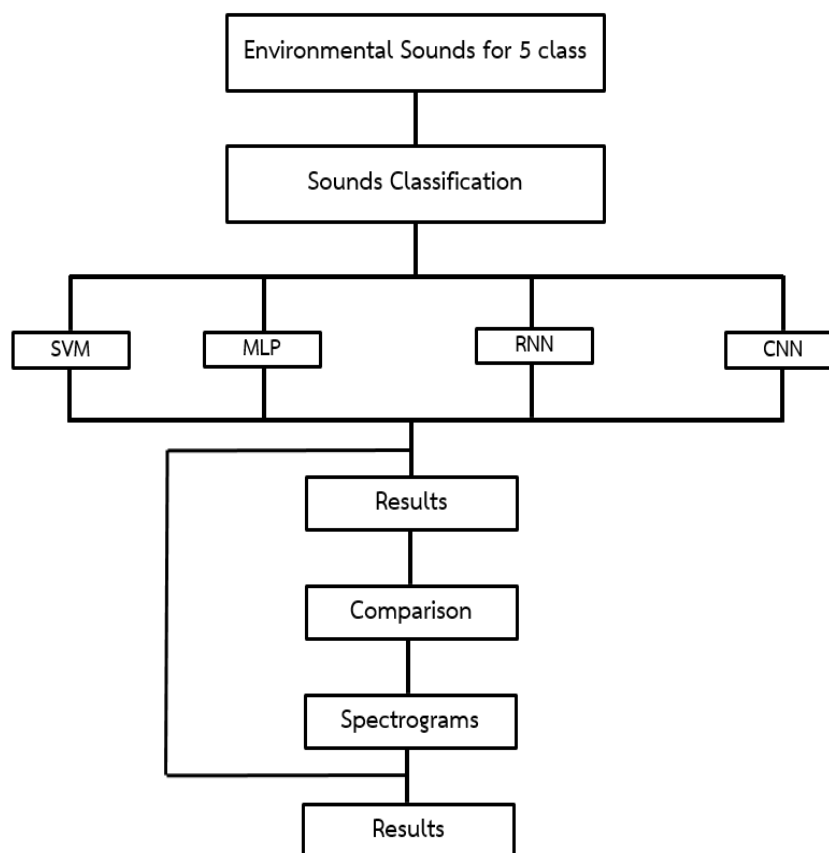 Environmental Sounds for 5 class
Sounds Classification
SVM
MLP
RNN
CNN
Results
Comparison
Spectrograms
Results